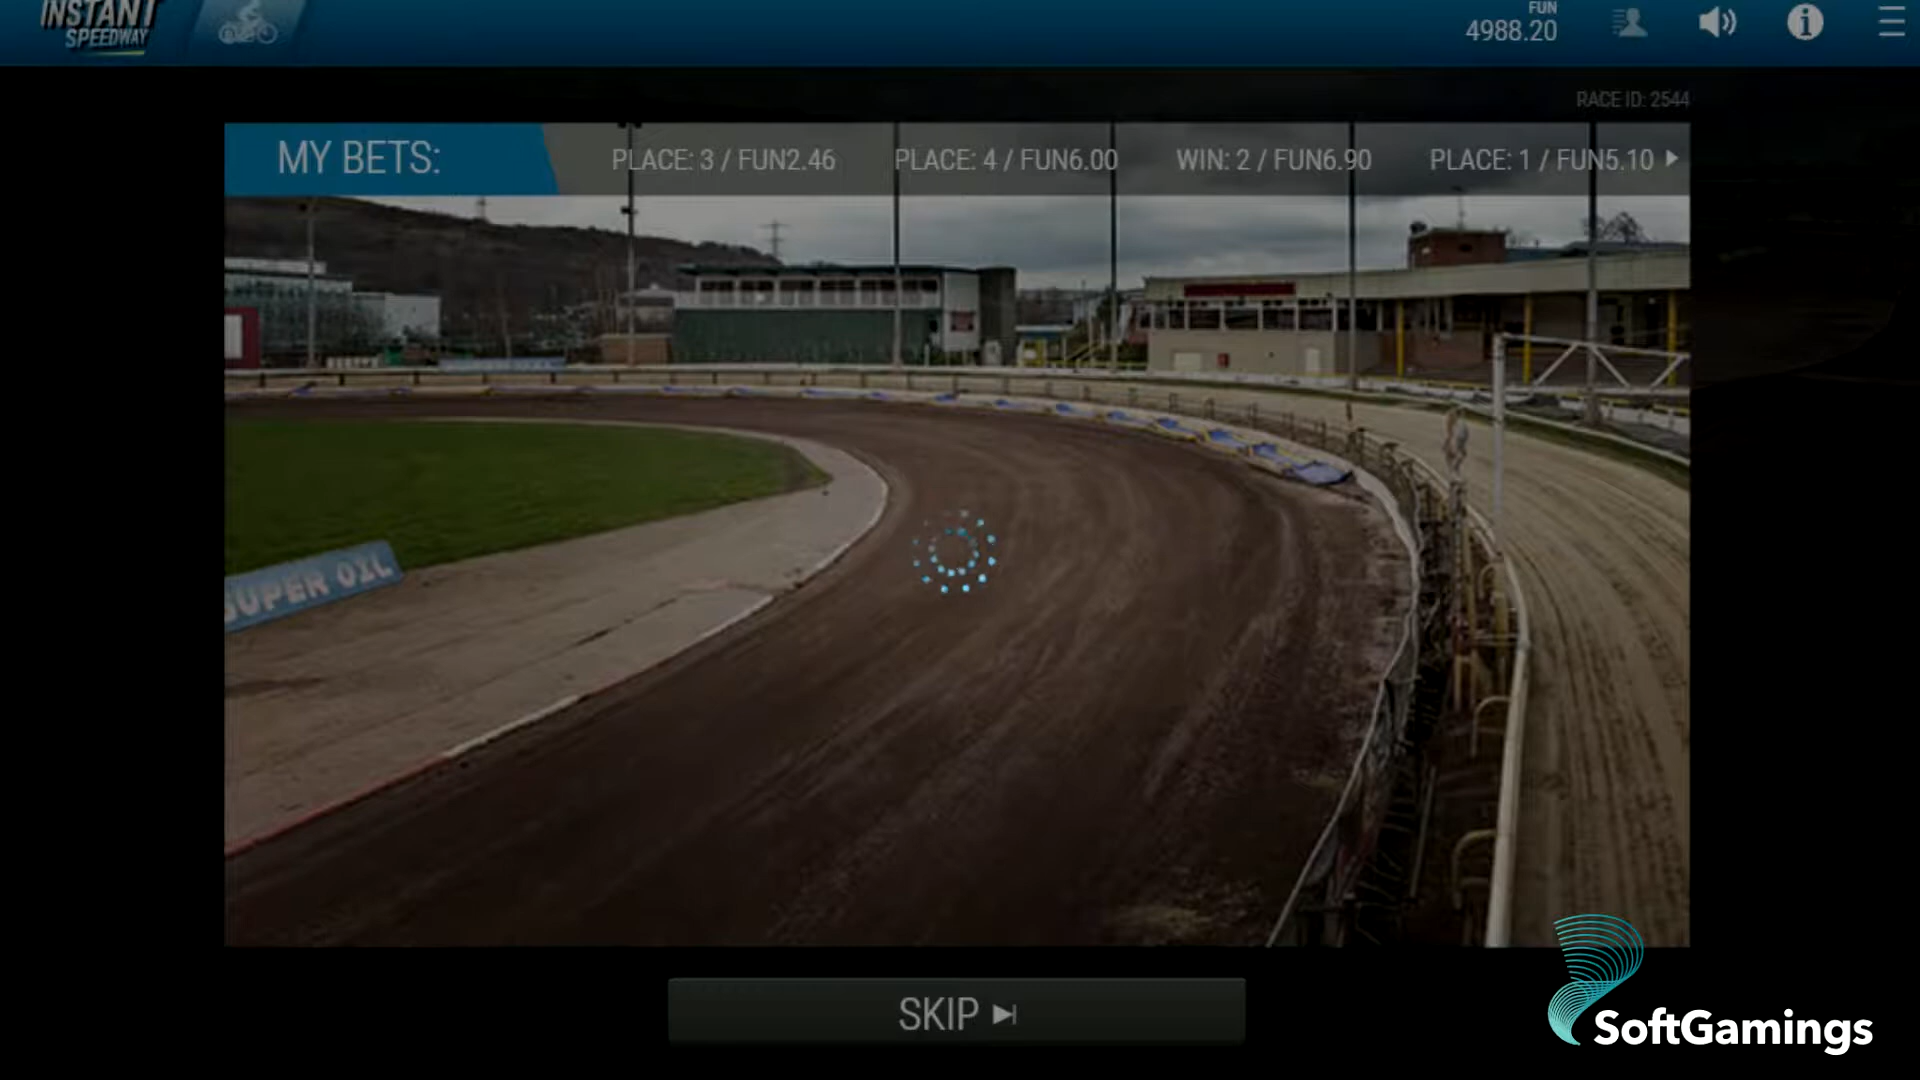 INSTANT
SPEEDWAY
FUN
4988.20
RACE ID: 2544
MY BETS:
PLACE: 3 / FUN2.46
PLACE: 4 / FUN6.00
WIN: 2 / FUN6.90
PLACE: 1 / FUN5.10
SUPER OIL
SKIP
SoftGamings